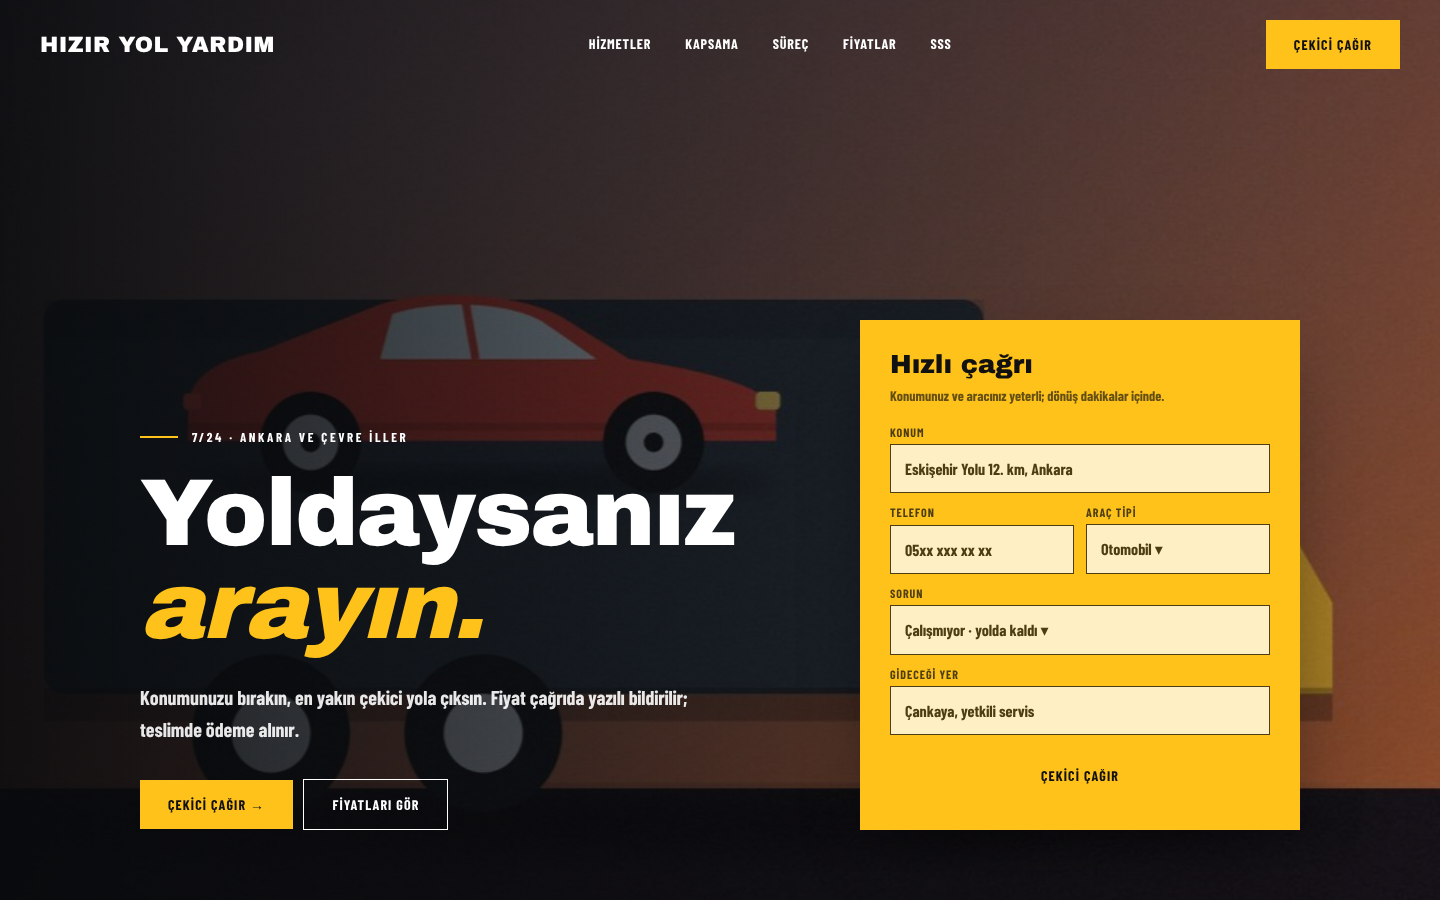 HIZIR YOL YARDIM
HİZMETLER
KAPSAMA
SÜREÇ
FİYATLAR
SSS
ÇEKİCİ ÇAĞIR
7/24 · ANKARA VE ÇEVRE İLLER
Yoldaysanız
arayın.
Konumunuzu bırakın, en yakın çekici yola çıksın. Fiyat çağrıda yazılı bildirilir;
teslimde ödeme alınır.
ÇEKİCİ ÇAĞIR →
FİYATLARI GÖR
Hızlı çağrı
Konumunuz ve aracınız yeterli; dönüş dakikalar içinde.
KONUM
Eskişehir Yolu 12. km, Ankara
TELEFON
ARAÇ TİPİ
05xx xxx xx xx
Otomobil ▾
SORUN
Çalışmıyor · yolda kaldı ▾
GİDECEĞİ YER
Çankaya, yetkili servis
ÇEKİCİ ÇAĞIR